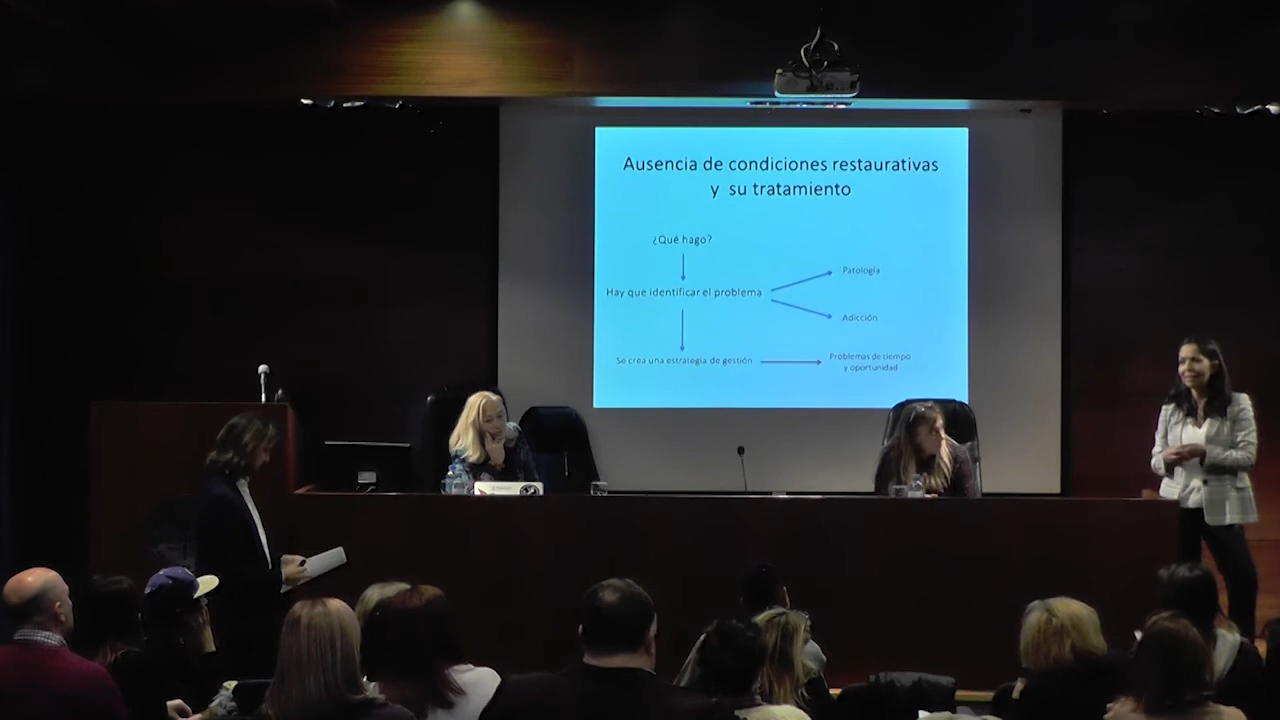 Ausencia de condiciones restaurativas
y su tratamiento
¿Qué hago?
Patología
Hay que identificar el problema
Adicción
Se crea una estrategia de gestión
Problemas de tiempo
y oportunidad